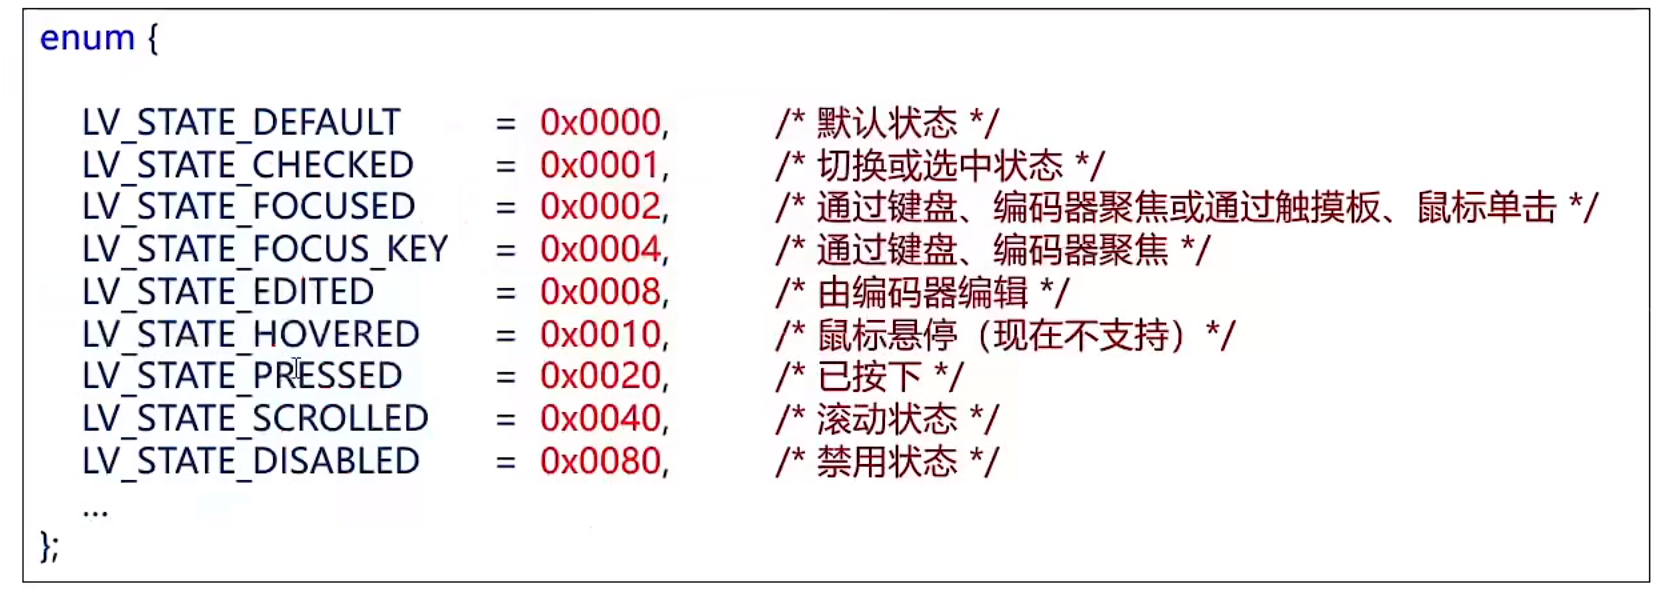 enum {
LV_STATE_DEFAULT = 0x0000, /* 默认状态 */
LV_STATE_CHECKED = 0x0001, /* 切换或选中状态 */
LV_STATE_FOCUSED = 0x0002, /* 通过键盘、编码器聚焦或通过触摸板、鼠标单击 */
LV_STATE_FOCUS_KEY = 0x0004, /* 通过键盘、编码器聚焦 */
LV_STATE_EDITED = 0x0008, /* 由编码器编辑 */
LV_STATE_HOVERED = 0x0010, /* 鼠标悬停（现在不支持）*/
LV_STATE_PRESSED = 0x0020, /* 已按下 */
LV_STATE_SCROLLED = 0x0040, /* 滚动状态 */
LV_STATE_DISABLED = 0x0080, /* 禁用状态 */
...
};